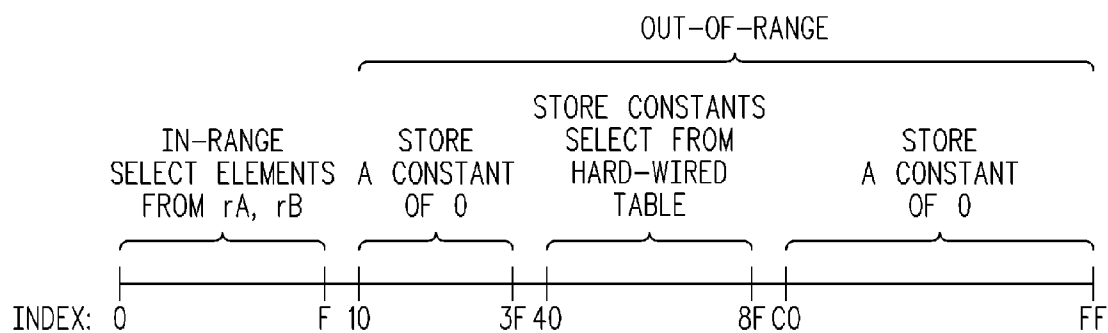 OUT-OF-RANGE
IN-RANGE
SELECT ELEMENTS
FROM rA, rB
STORE
A CONSTANT
OF 0
STORE CONSTANTS
SELECT FROM
HARD-WIRED
TABLE
STORE
A CONSTANT
OF 0
INDEX: 0 F 10 3F 40 8F C0 FF